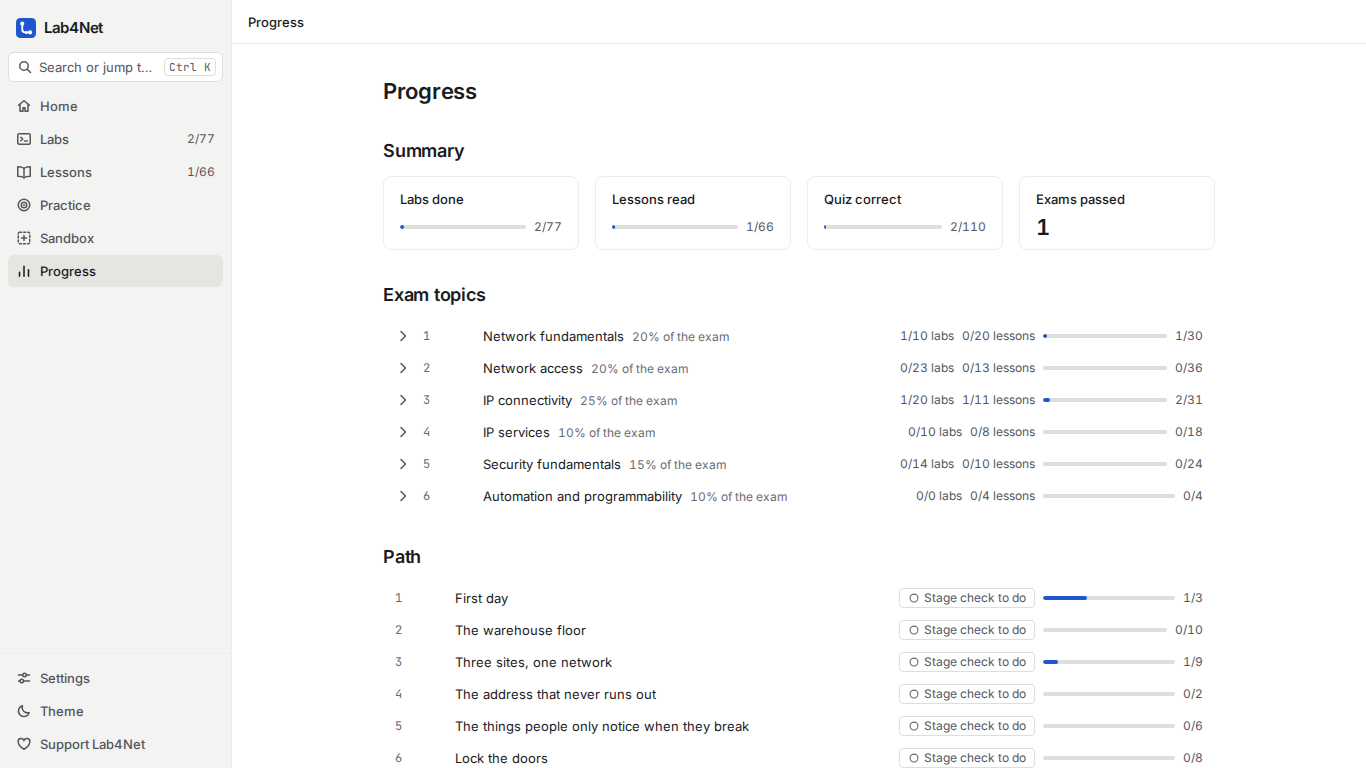 Lab4Net
Search or jump t... Ctrl K
Home
Labs 2/77
Lessons 1/66
Practice
Sandbox
Progress
Settings
Theme
Support Lab4Net
Progress
Progress
Summary
Labs done
2/77
Lessons read
1/66
Quiz correct
2/110
Exams passed
1
Exam topics
1 Network fundamentals 20% of the exam 1/10 labs 0/20 lessons 1/30
2 Network access 20% of the exam 0/23 labs 0/13 lessons 0/36
3 IP connectivity 25% of the exam 1/20 labs 1/11 lessons 2/31
4 IP services 10% of the exam 0/10 labs 0/8 lessons 0/18
5 Security fundamentals 15% of the exam 0/14 labs 0/10 lessons 0/24
6 Automation and programmability 10% of the exam 0/0 labs 0/4 lessons 0/4
Path
1 First day Stage check to do 1/3
2 The warehouse floor Stage check to do 0/10
3 Three sites, one network Stage check to do 1/9
4 The address that never runs out Stage check to do 0/2
5 The things people only notice when they break Stage check to do 0/6
6 Lock the doors Stage check to do 0/8